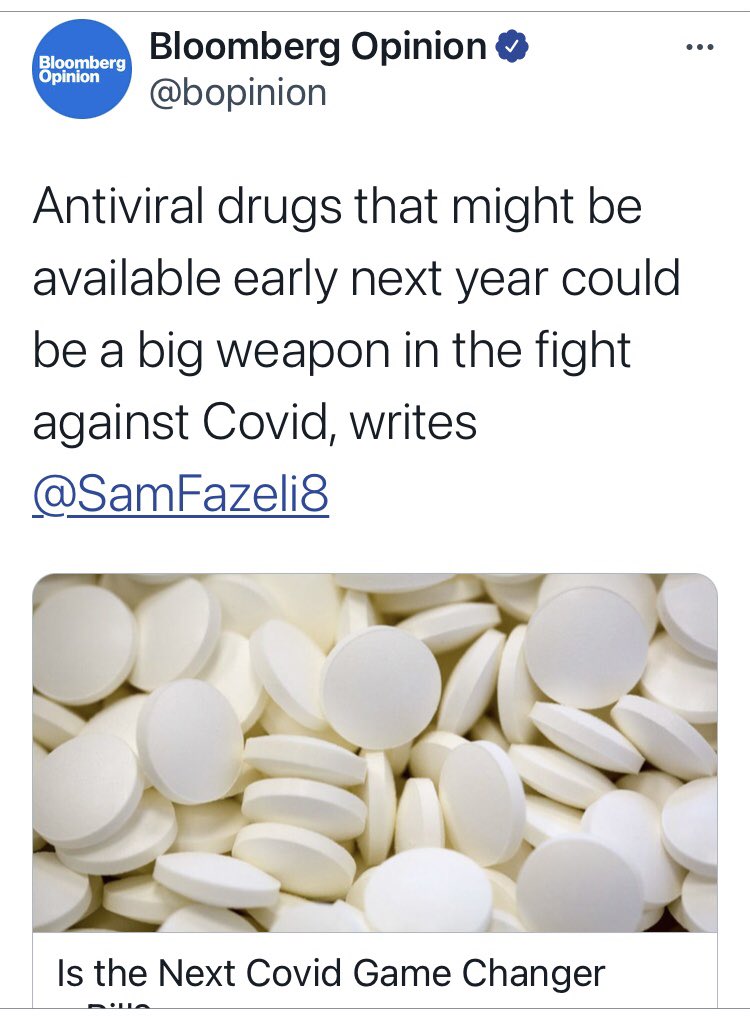 Bloomberg
Opinion
Bloomberg Opinion
@bopinion
Antiviral drugs that might be
available early next year could
be a big weapon in the fight
against Covid, writes
@SamFazeli8
Is the Next Covid Game Changer